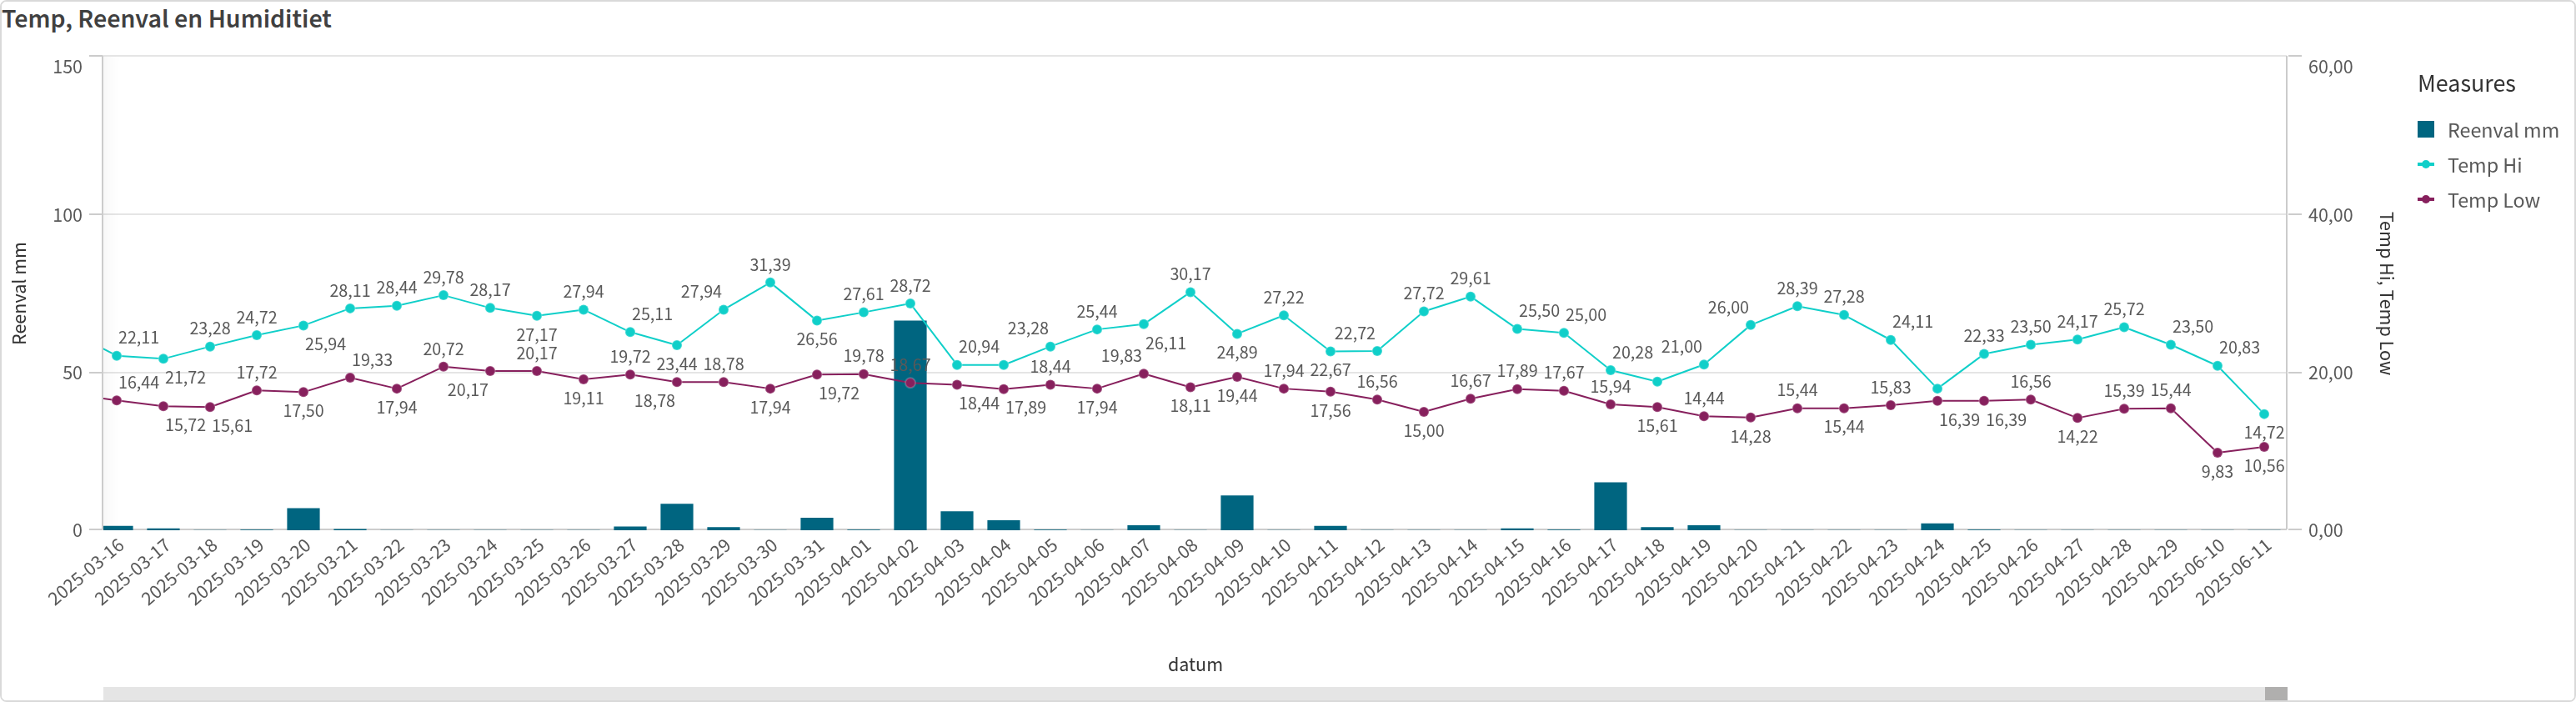 Temp, Reenval en Humiditiet
150
100
50
0
Reenval mm
60,00
40,00
20,00
0,00
Temp Hi, Temp Low
Measures
Reenval mm
Temp Hi
Temp Low
22,11 21,72 23,28 24,72 25,94 28,11 28,44 29,78 28,17 27,17 27,94 25,11 23,44 27,94 31,39 26,56 27,61 28,72 20,94 23,28 25,44 26,11 30,17 24,89 27,22 22,67 22,72 27,72 29,61 25,50 25,00 20,28 21,00 26,00 28,39 27,28 24,11 22,33 23,50 24,17 25,72 23,50 20,83 14,72
16,44 15,72 15,61 17,72 17,50 19,33 17,94 20,72 20,17 20,17 19,11 19,72 18,78 18,78 17,94 19,72 19,78 18,67 18,44 17,89 18,44 17,94 19,83 18,11 19,44 17,94 17,56 16,56 15,00 16,67 17,89 17,67 15,94 15,61 14,44 14,28 15,44 15,44 15,83 16,39 16,39 16,56 14,22 15,39 15,44 9,83 10,56
2025-03-16 2025-03-17 2025-03-18 2025-03-19 2025-03-20 2025-03-21 2025-03-22 2025-03-23 2025-03-24 2025-03-25 2025-03-26 2025-03-27 2025-03-28 2025-03-29 2025-03-30 2025-03-31 2025-04-01 2025-04-02 2025-04-03 2025-04-04 2025-04-05 2025-04-06 2025-04-07 2025-04-08 2025-04-09 2025-04-10 2025-04-11 2025-04-12 2025-04-13 2025-04-14 2025-04-15 2025-04-16 2025-04-17 2025-04-18 2025-04-19 2025-04-20 2025-04-21 2025-04-22 2025-04-23 2025-04-24 2025-04-25 2025-04-26 2025-04-27 2025-04-28 2025-04-29 2025-06-10 2025-06-11
datum